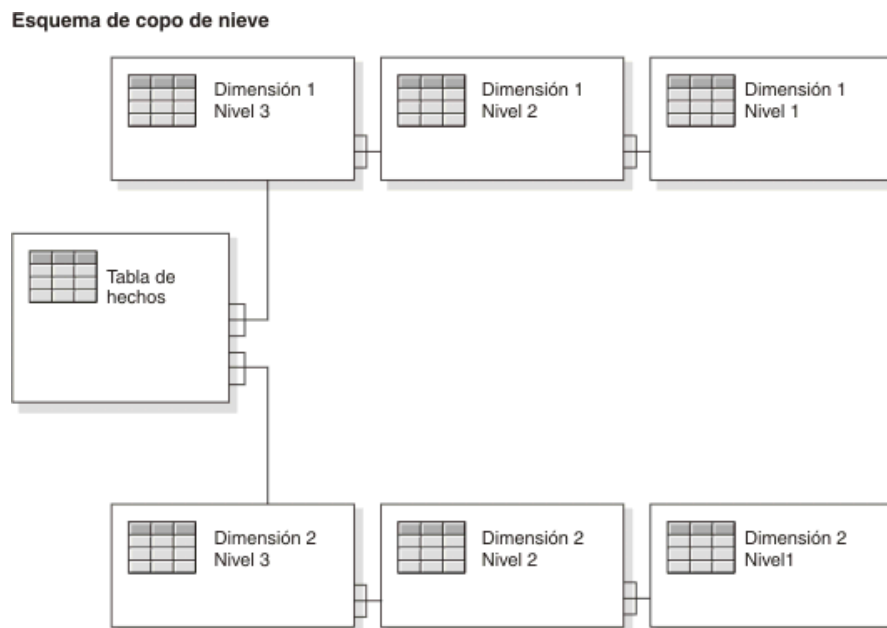 Esquema de copo de nieve
Dimensión 1
Nivel 3
Dimensión 1
Nivel 2
Dimensión 1
Nivel 1
Tabla de
hechos
Dimensión 2
Nivel 3
Dimensión 2
Nivel 2
Dimensión 2
Nivel1